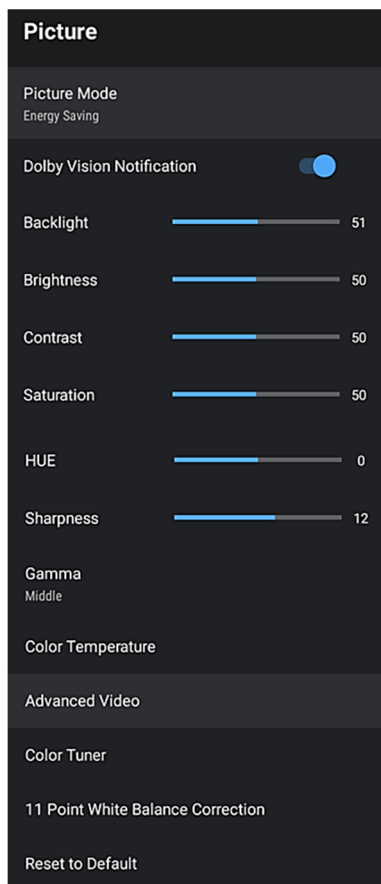 Picture
Picture Mode
Energy Saving
Dolby Vision Notification
Backlight 51
Brightness 50
Contrast 50
Saturation 50
HUE 0
Sharpness 12
Gamma
Middle
Color Temperature
Advanced Video
Color Tuner
11 Point White Balance Correction
Reset to Default